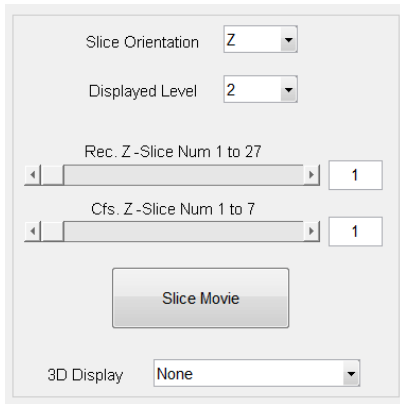 Slice Orientation Z
Displayed Level 2
Rec. Z -Slice Num 1 to 27
1
Cfs. Z -Slice Num 1 to 7
1
Slice Movie
3D Display None